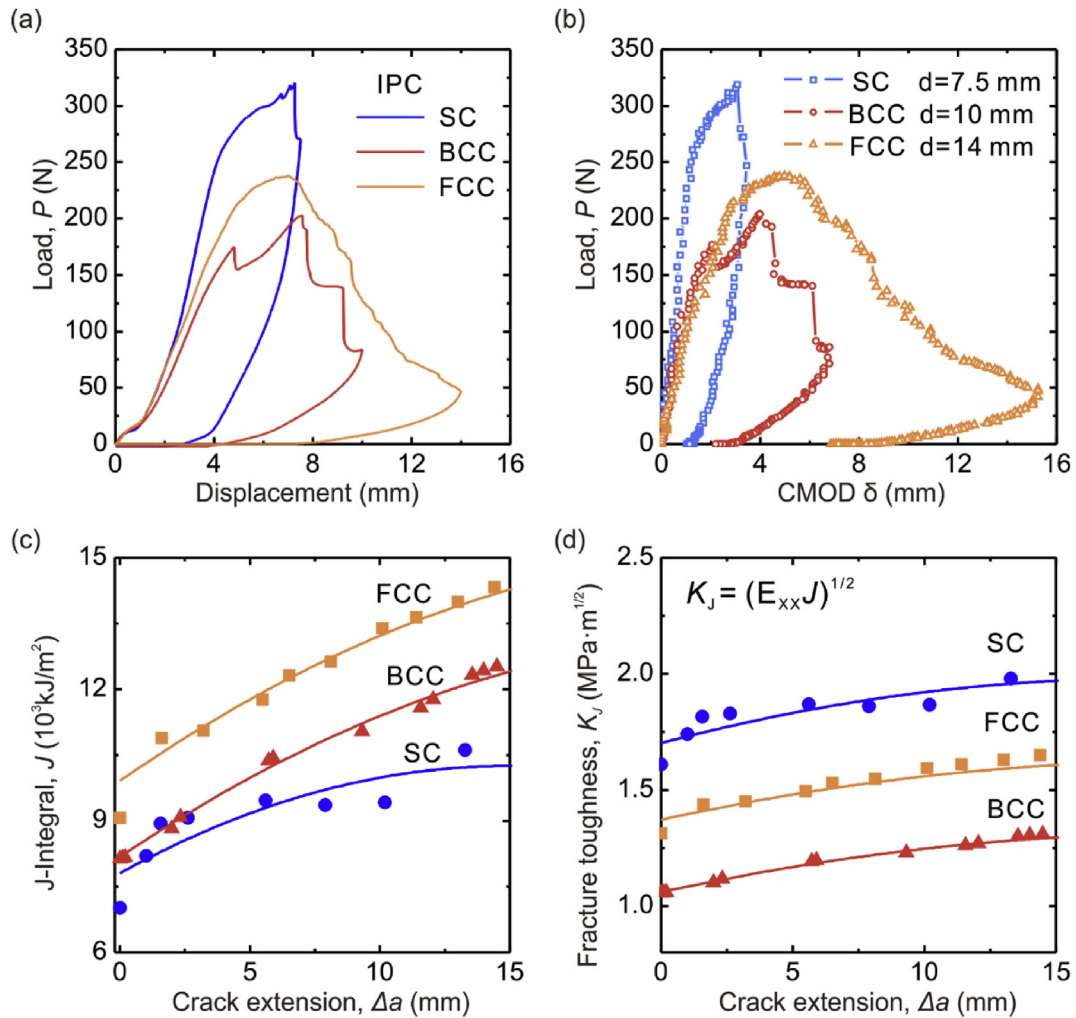 (a)
350
300
250
200
150
100
50
0
Load, P (N)
IPC
SC
BCC
FCC
0 4 8 12 16
Displacement (mm)
(b)
350
300
250
200
150
100
50
0
Load, P (N)
SC d=7.5 mm
BCC d=10 mm
FCC d=14 mm
0 4 8 12 16
CMOD δ (mm)
(c)
15
12
9
6
J-Integral, J (10³kJ/m²)
FCC
BCC
SC
0 5 10 15
Crack extension, Δa (mm)
(d)
2.5
2.0
1.5
1.0
Fracture toughness, K_J (MPa·m^1/2)
K_J = (E_xx J)^1/2
SC
FCC
BCC
0 5 10 15
Crack extension, Δa (mm)